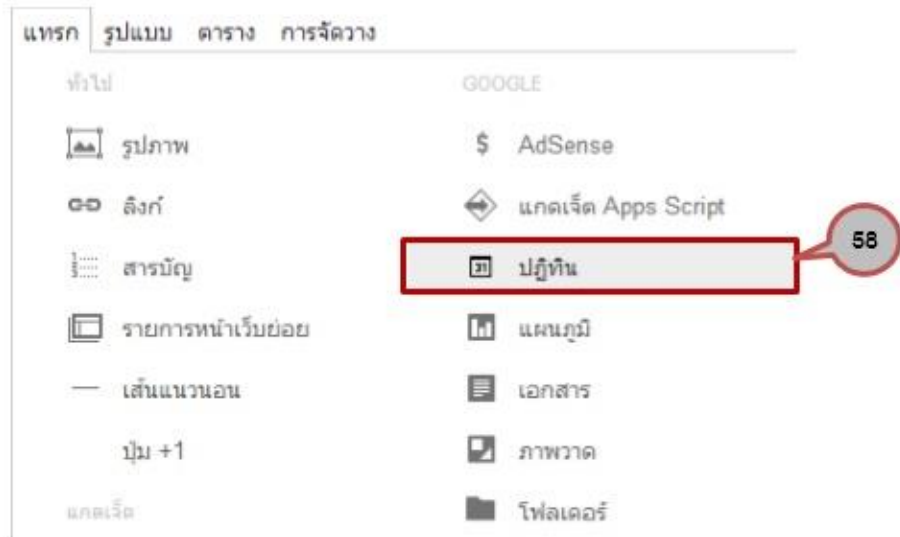 แทรก รูปแบบ ตาราง การจัดวาง
ทั่วไป
รูปภาพ
ลิงก์
สารบัญ
รายการหน้าเว็บย่อย
เส้นแนวนอน
ปุ่ม +1
แกดเจ็ต
GOOGLE
$ AdSense
แกดเจ็ต Apps Script
31 ปฏิทิน
58
แผนภูมิ
เอกสาร
ภาพวาด
โฟลเดอร์